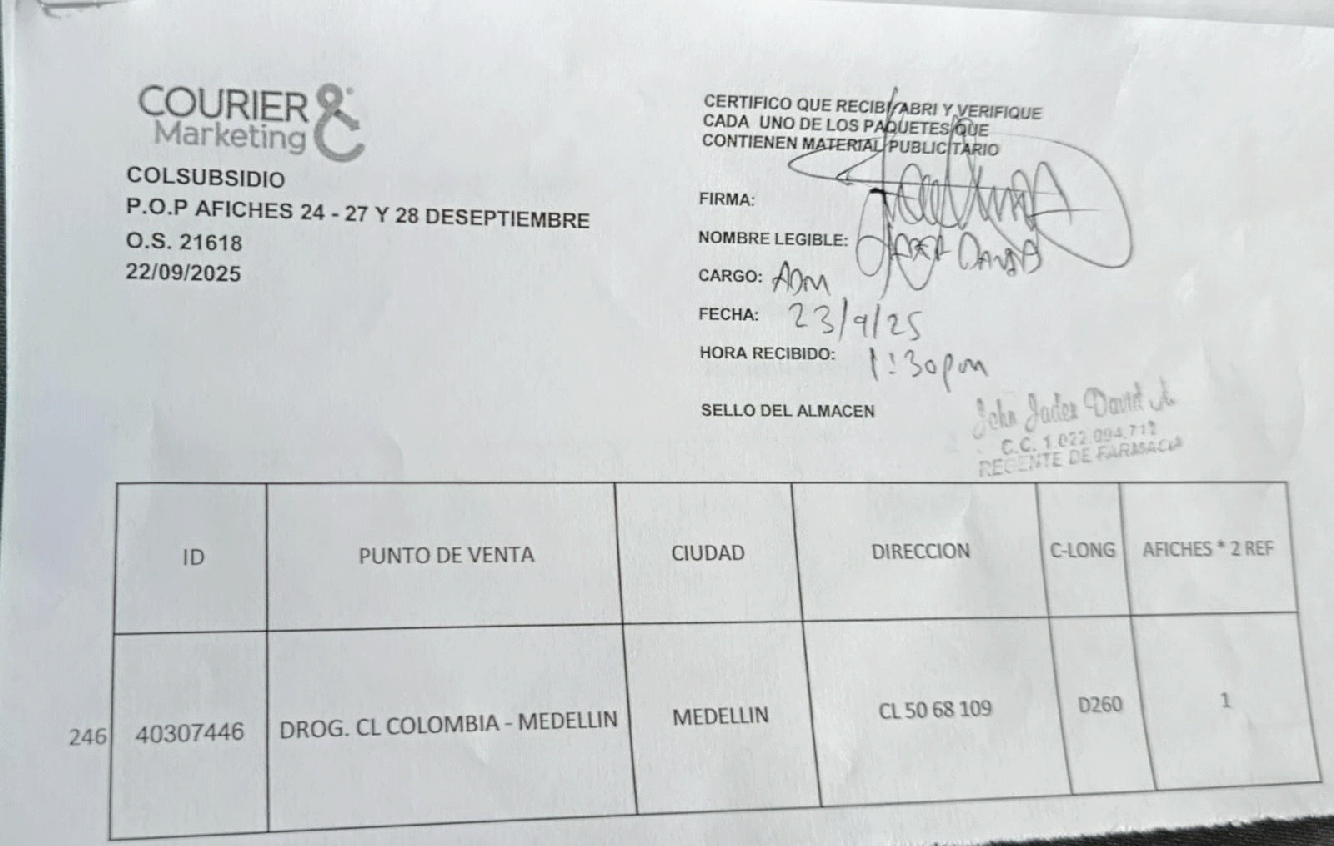 COURIER &
Marketing
COLSUBSIDIO
P.O.P AFICHES 24 - 27 Y 28 DESEPTIEMBRE
O.S. 21618
22/09/2025
CERTIFICO QUE RECIBI ABRI Y VERIFIQUE
CADA UNO DE LOS PAQUETES QUE
CONTIENEN MATERIAL PUBLICITARIO
FIRMA:
NOMBRE LEGIBLE:
CARGO: ADM
FECHA: 23/9/25
HORA RECIBIDO: 1:30pm
SELLO DEL ALMACEN
John Jader David A.
C.C. 1.022.094.712
REGENTE DE FARMACIA
ID PUNTO DE VENTA CIUDAD DIRECCION C-LONG AFICHES * 2 REF
246 40307446 DROG. CL COLOMBIA - MEDELLIN MEDELLIN CL 50 68 109 D260 1